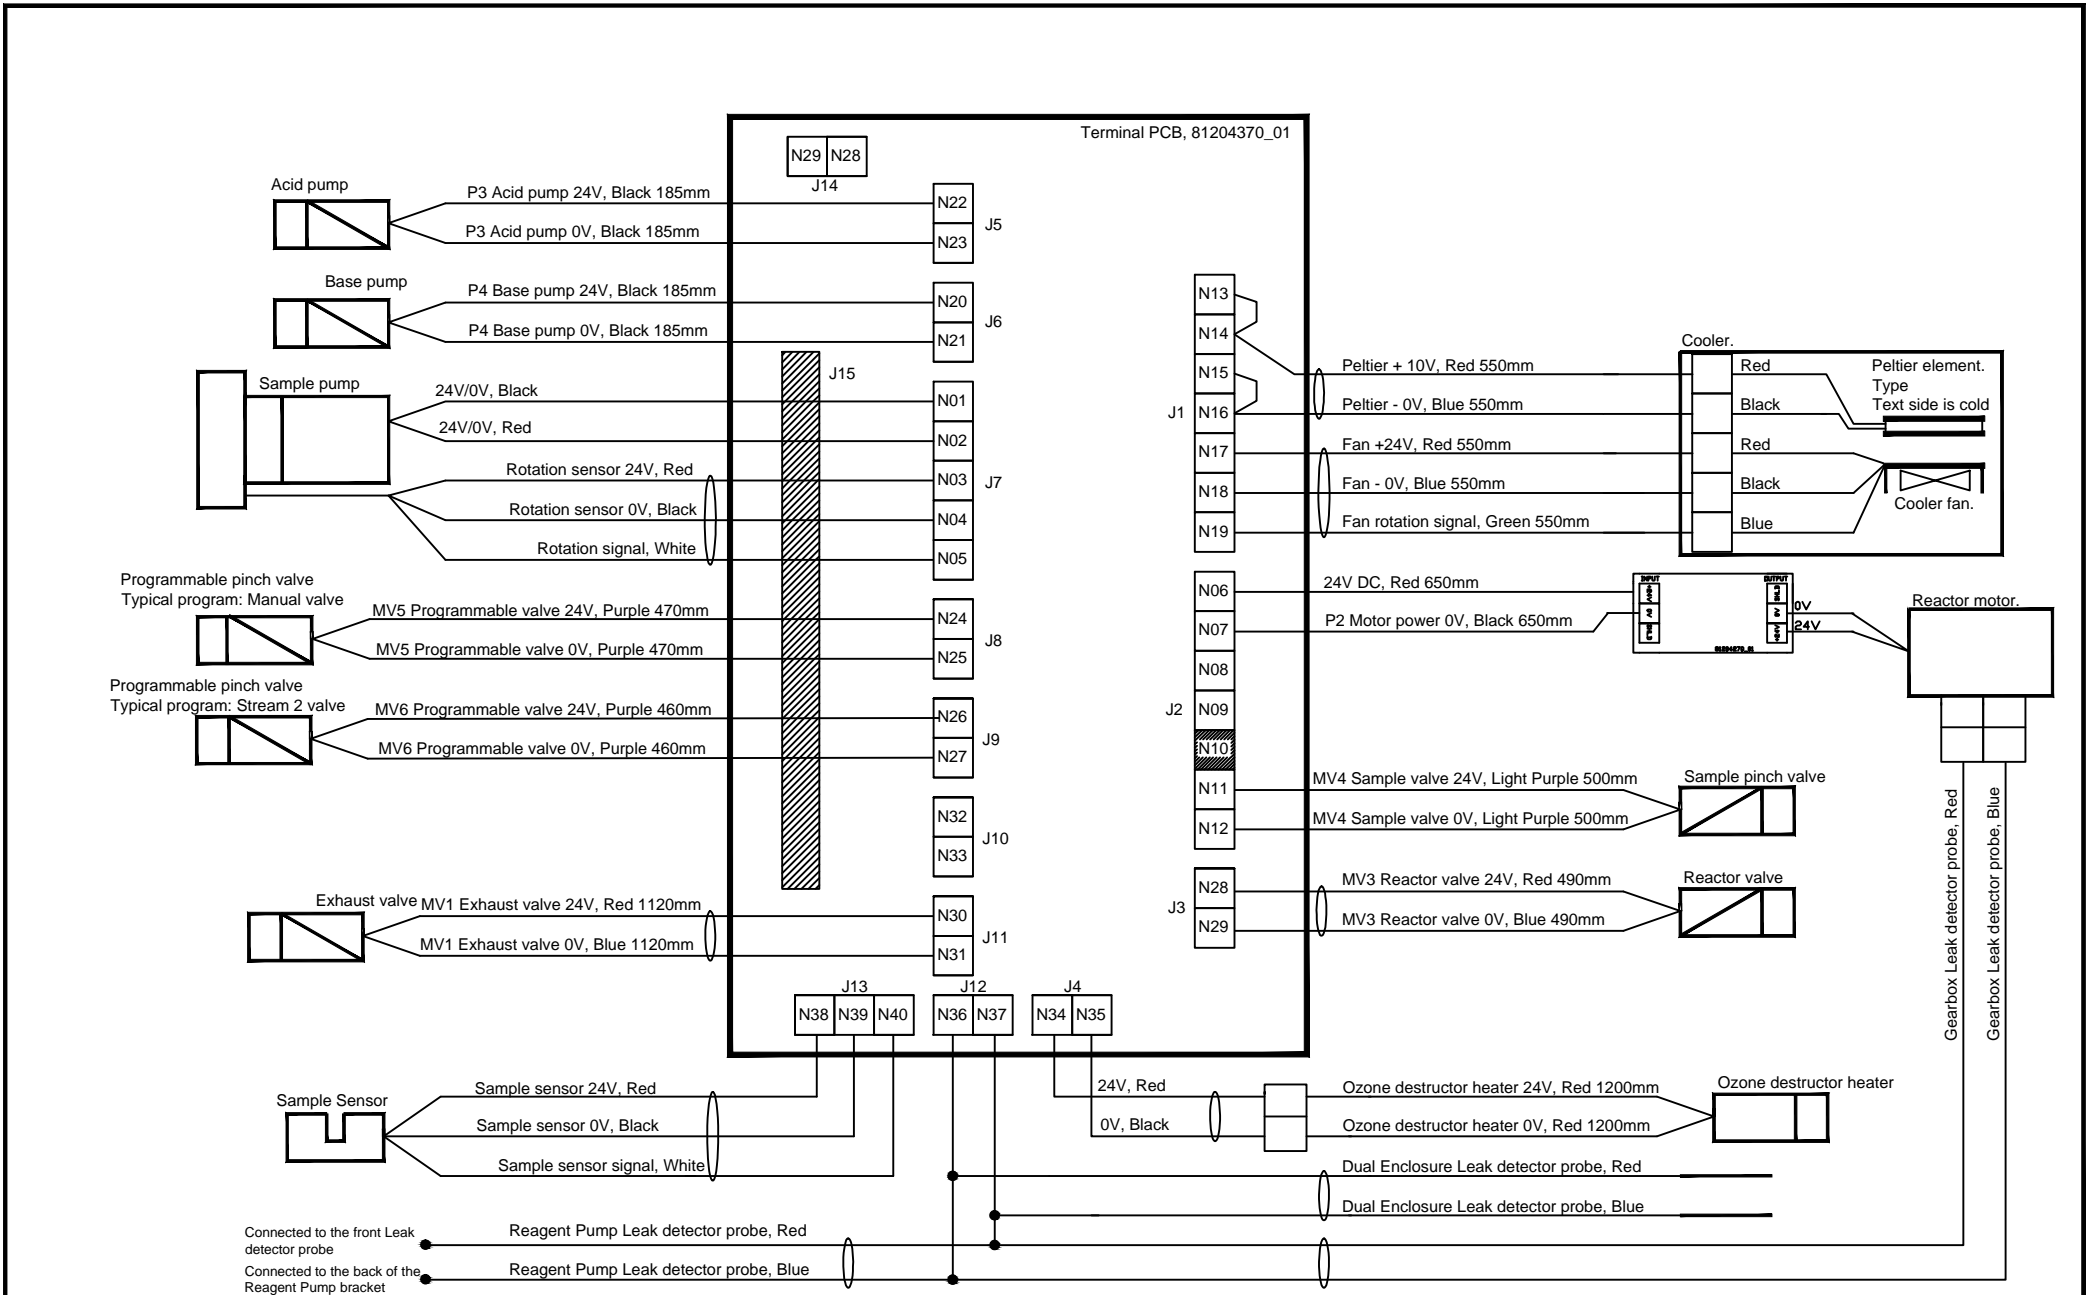 Terminal PCB, 81204370_01
N29 N28
J14
Acid pump
P3 Acid pump 24V, Black 185mm
P3 Acid pump 0V, Black 185mm
N22
N23
J5
Base pump
P4 Base pump 24V, Black 185mm
P4 Base pump 0V, Black 185mm
N20
N21
J6
J15
Sample pump
24V/0V, Black
24V/0V, Red
Rotation sensor 24V, Red
Rotation sensor 0V, Black
Rotation signal, White
N01
N02
N03
N04
N05
J7
Programmable pinch valve
Typical program: Manual valve
MV5 Programmable valve 24V, Purple 470mm
MV5 Programmable valve 0V, Purple 470mm
N24
N25
J8
Programmable pinch valve
Typical program: Stream 2 valve
MV6 Programmable valve 24V, Purple 460mm
MV6 Programmable valve 0V, Purple 460mm
N26
N27
J9
N32
N33
J10
Exhaust valve
MV1 Exhaust valve 24V, Red 1120mm
MV1 Exhaust valve 0V, Blue 1120mm
N30
N31
J11
N13
N14
N15
N16
N17
N18
N19
J1
Peltier + 10V, Red 550mm
Peltier - 0V, Blue 550mm
Fan +24V, Red 550mm
Fan - 0V, Blue 550mm
Fan rotation signal, Green 550mm
Cooler.
Red
Black
Red
Black
Blue
Peltier element.
Type
Text side is cold
Cooler fan.
N06
N07
N08
N09
N10
N11
N12
J2
24V DC, Red 650mm
P2 Motor power 0V, Black 650mm
INPUT
+24V
0V
SHLD
OUTPUT
SHLD
0V
+24V
81204270_01
0V
24V
Reactor motor.
MV4 Sample valve 24V, Light Purple 500mm
MV4 Sample valve 0V, Light Purple 500mm
Sample pinch valve
N28
N29
J3
MV3 Reactor valve 24V, Red 490mm
MV3 Reactor valve 0V, Blue 490mm
Reactor valve
Gearbox Leak detector probe, Red
Gearbox Leak detector probe, Blue
J13
N38 N39 N40
J12
N36 N37
J4
N34 N35
Sample Sensor
Sample sensor 24V, Red
Sample sensor 0V, Black
Sample sensor signal, White
24V, Red
0V, Black
Ozone destructor heater 24V, Red 1200mm
Ozone destructor heater 0V, Red 1200mm
Ozone destructor heater
Dual Enclosure Leak detector probe, Red
Dual Enclosure Leak detector probe, Blue
Connected to the front Leak
detector probe
Reagent Pump Leak detector probe, Red
Connected to the back of the
Reagent Pump bracket
Reagent Pump Leak detector probe, Blue